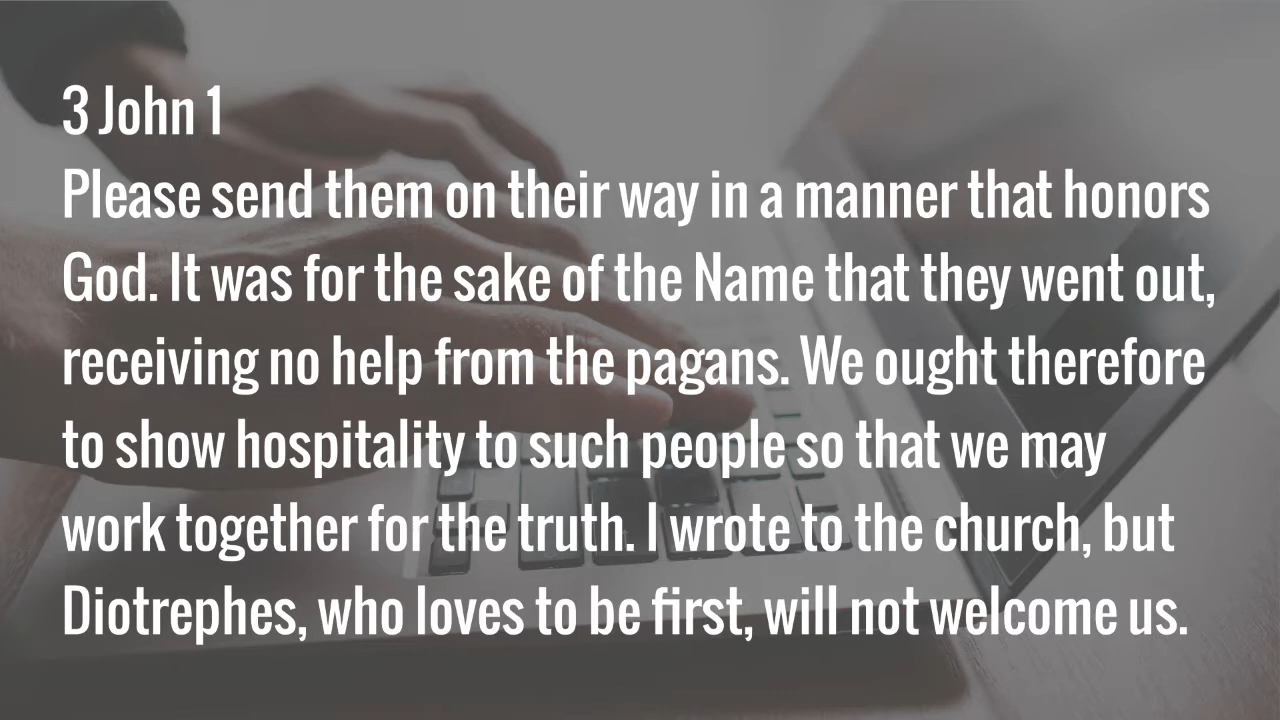 3 John 1
Please send them on their way in a manner that honors
God. It was for the sake of the Name that they went out,
receiving no help from the pagans. We ought therefore
to show hospitality to such people so that we may
work together for the truth. I wrote to the church, but
Diotrephes, who loves to be first, will not welcome us.